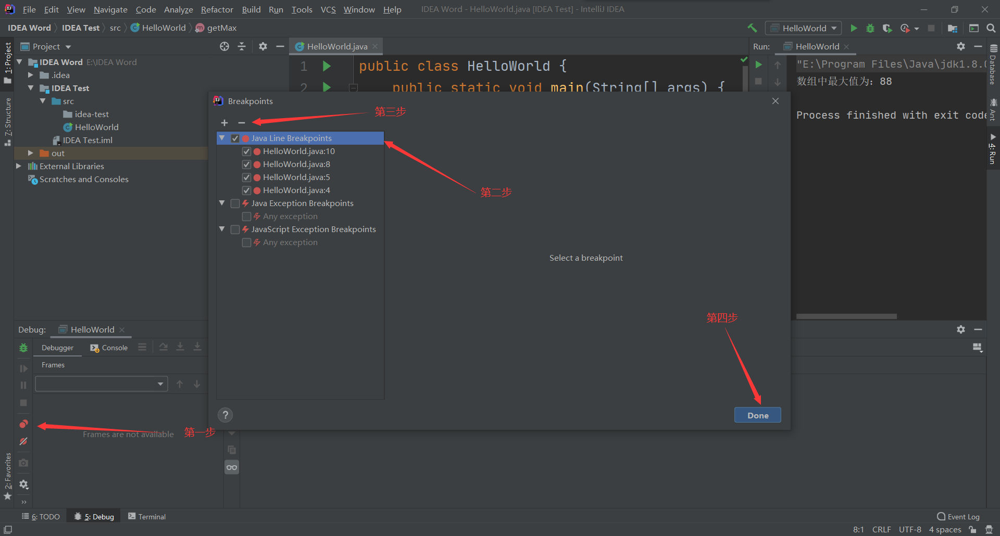 File Edit View Navigate Code Analyze Refactor Build Run Tools VCS Window Help IDEA Word - HelloWorld.java [IDEA Test] - IntelliJ IDEA
IDEA Word IDEA Test src HelloWorld getMax
HelloWorld
1: Project
7: Structure
2: Favorites
Project
IDEA Word E:\IDEA Word
.idea
IDEA Test
src
idea-test
HelloWorld
IDEA Test.iml
out
External Libraries
Scratches and Consoles
HelloWorld.java
1 public class HelloWorld {
2 public static void main(String[] args) {
Run: HelloWorld
"E:\Program Files\Java\jdk1.8.0
数组中最大值为：88
Process finished with exit code
Database
Ant
4: Run
Breakpoints
第三步
Java Line Breakpoints
HelloWorld.java:10
HelloWorld.java:8
HelloWorld.java:5
HelloWorld.java:4
Java Exception Breakpoints
Any exception
JavaScript Exception Breakpoints
Any exception
第二步
Select a breakpoint
第四步
?
Done
Debug: HelloWorld
Debugger Console
Frames
Frames are not available
第一步
6: TODO 5: Debug Terminal Event Log
8:1 CRLF UTF-8 4 spaces